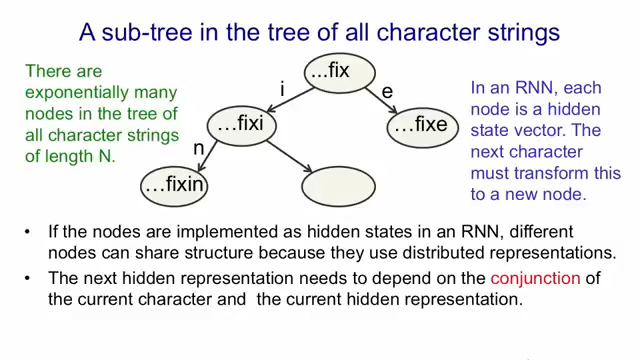 A sub-tree in the tree of all character strings
There are
exponentially many
nodes in the tree of
all character strings
of length N.
...fix
i
e
…fixi
…fixe
n
…fixin
In an RNN, each
node is a hidden
state vector. The
next character
must transform this
to a new node.
• If the nodes are implemented as hidden states in an RNN, different
nodes can share structure because they use distributed representations.
• The next hidden representation needs to depend on the conjunction of
the current character and the current hidden representation.